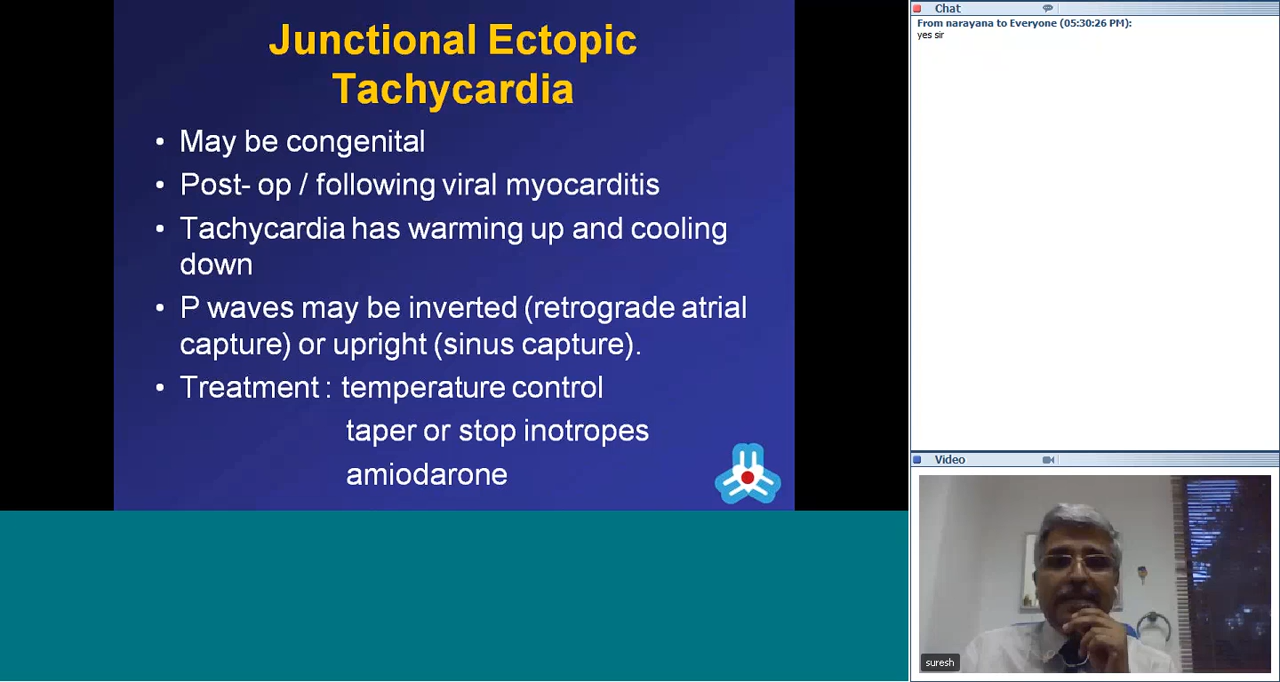 Junctional Ectopic
Tachycardia
• May be congenital
• Post- op / following viral myocarditis
• Tachycardia has warming up and cooling
down
• P waves may be inverted (retrograde atrial
capture) or upright (sinus capture).
• Treatment : temperature control
taper or stop inotropes
amiodarone
Chat
From narayana to Everyone (05:30:26 PM):
yes sir
Video
suresh